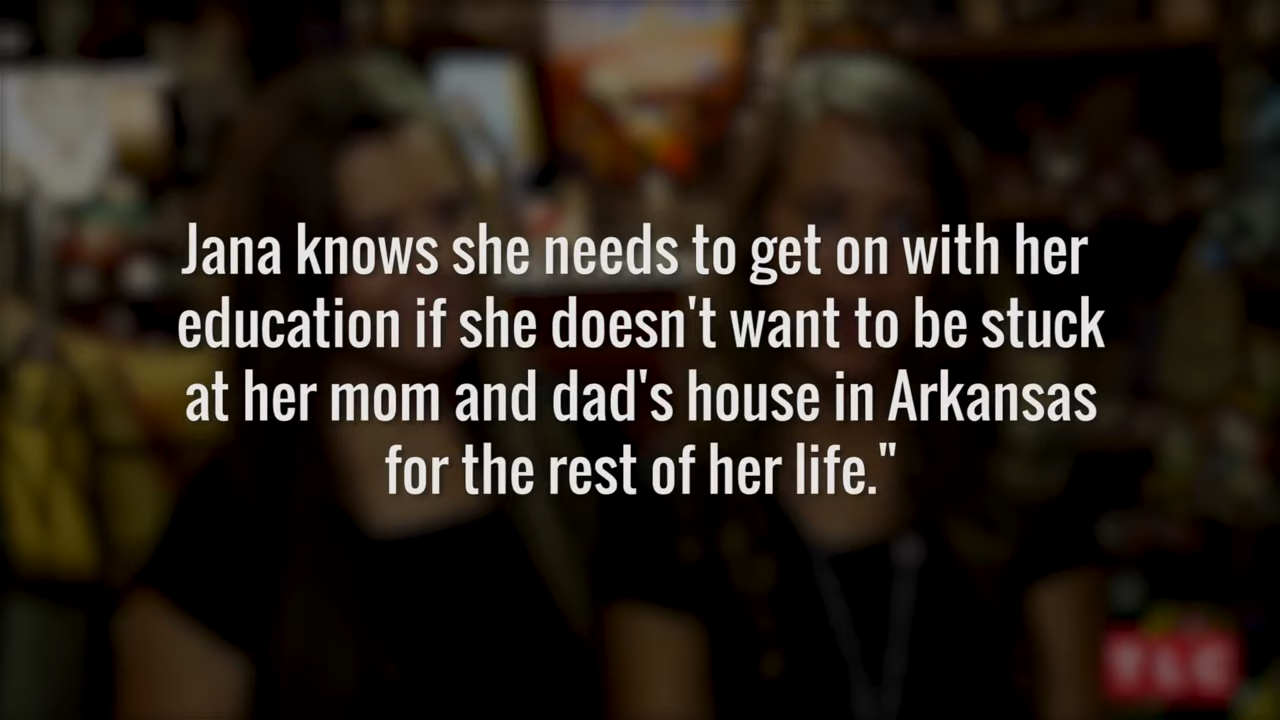 Jana knows she needs to get on with her
education if she doesn't want to be stuck
at her mom and dad's house in Arkansas
for the rest of her life."
TLC